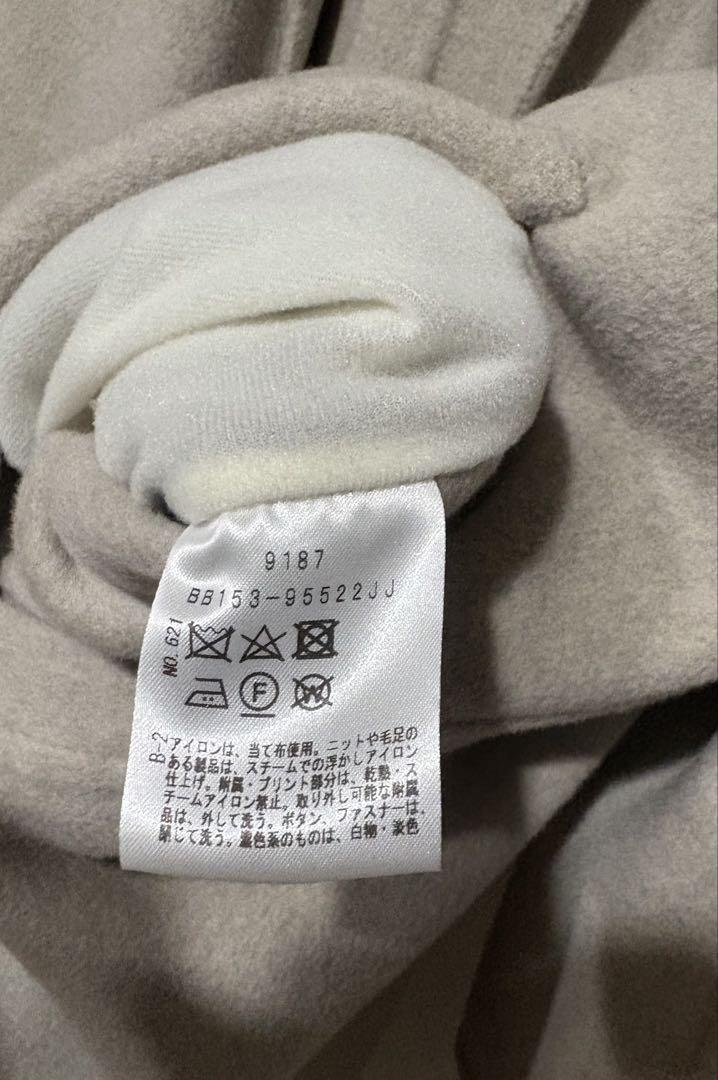 9187
BB153-95522JJ
NO. 621
F
W
B-2
アイロンは、当て布使用。ニットや毛足の
ある製品は、スチームでの浮かしアイロン
仕上げ。附属・プリント部分は、乾熱・ス
チームアイロン禁止。取り外し可能な附属
品は、外して洗う。ボタン、ファスナーは、
閉じて洗う。濃色系のものは、白物・淡色